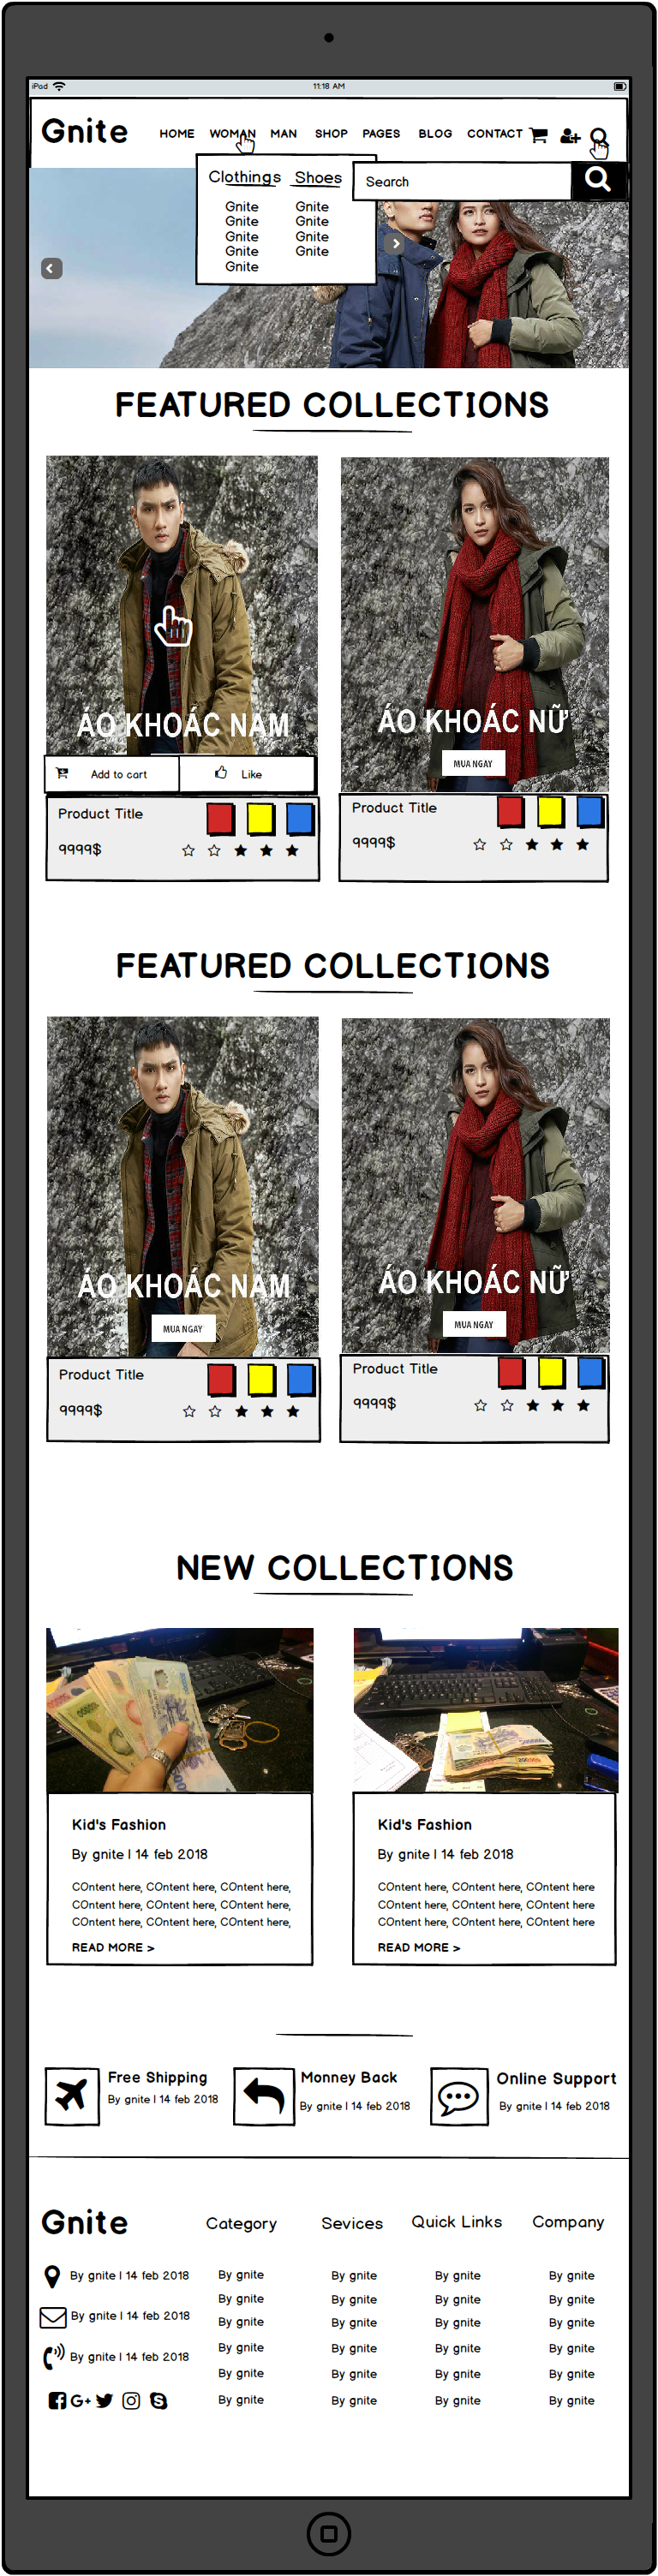 iPad
11:18 AM
Gnite
HOME WOMAN MAN SHOP PAGES BLOG CONTACT
Search
Clothings Shoes
Gnite Gnite
Gnite Gnite
Gnite Gnite
Gnite Gnite
Gnite
FEATURED COLLECTIONS
ÁO KHOÁC NAM
Add to cart Like
Product Title
9999$
ÁO KHOÁC NỮ
MUA NGAY
Product Title
9999$
FEATURED COLLECTIONS
ÁO KHOÁC NAM
MUA NGAY
Product Title
9999$
ÁO KHOÁC NỮ
MUA NGAY
Product Title
9999$
NEW COLLECTIONS
Kid's Fashion
By gnite | 14 feb 2018
COntent here, COntent here, COntent here,
COntent here, COntent here, COntent here,
COntent here, COntent here, COntent here,
READ MORE >
Kid's Fashion
By gnite | 14 feb 2018
COntent here, COntent here, COntent here
COntent here, COntent here, COntent here
COntent here, COntent here, COntent here
READ MORE >
Free Shipping
By gnite | 14 feb 2018
Monney Back
By gnite | 14 feb 2018
Online Support
By gnite | 14 feb 2018
Gnite
By gnite | 14 feb 2018
By gnite | 14 feb 2018
By gnite | 14 feb 2018
Category
By gnite
By gnite
By gnite
By gnite
By gnite
By gnite
Sevices
By gnite
By gnite
By gnite
By gnite
By gnite
By gnite
Quick Links
By gnite
By gnite
By gnite
By gnite
By gnite
By gnite
Company
By gnite
By gnite
By gnite
By gnite
By gnite
By gnite